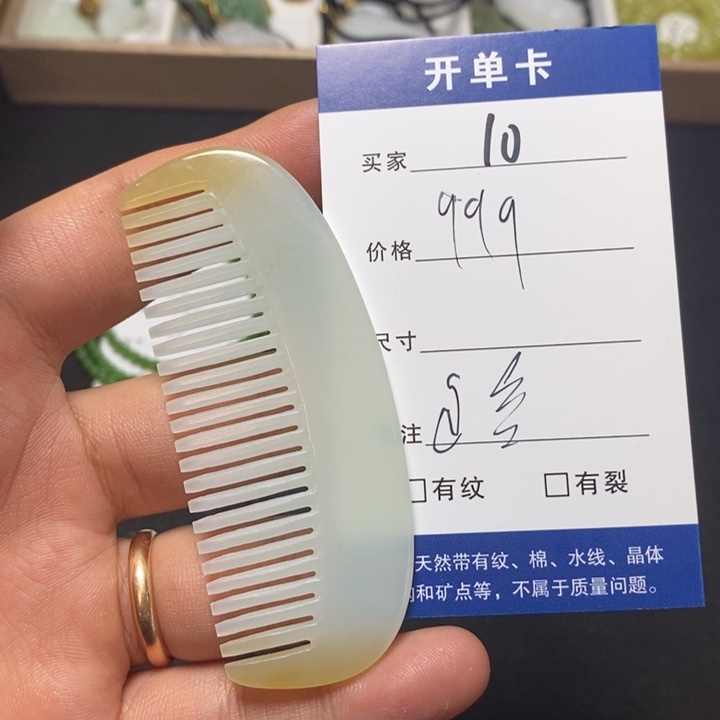 开单卡
买家 10
价格 999
尺寸
注
有纹 □有裂
天然带有纹、棉、水线、晶体
和矿点等，不属于质量问题。